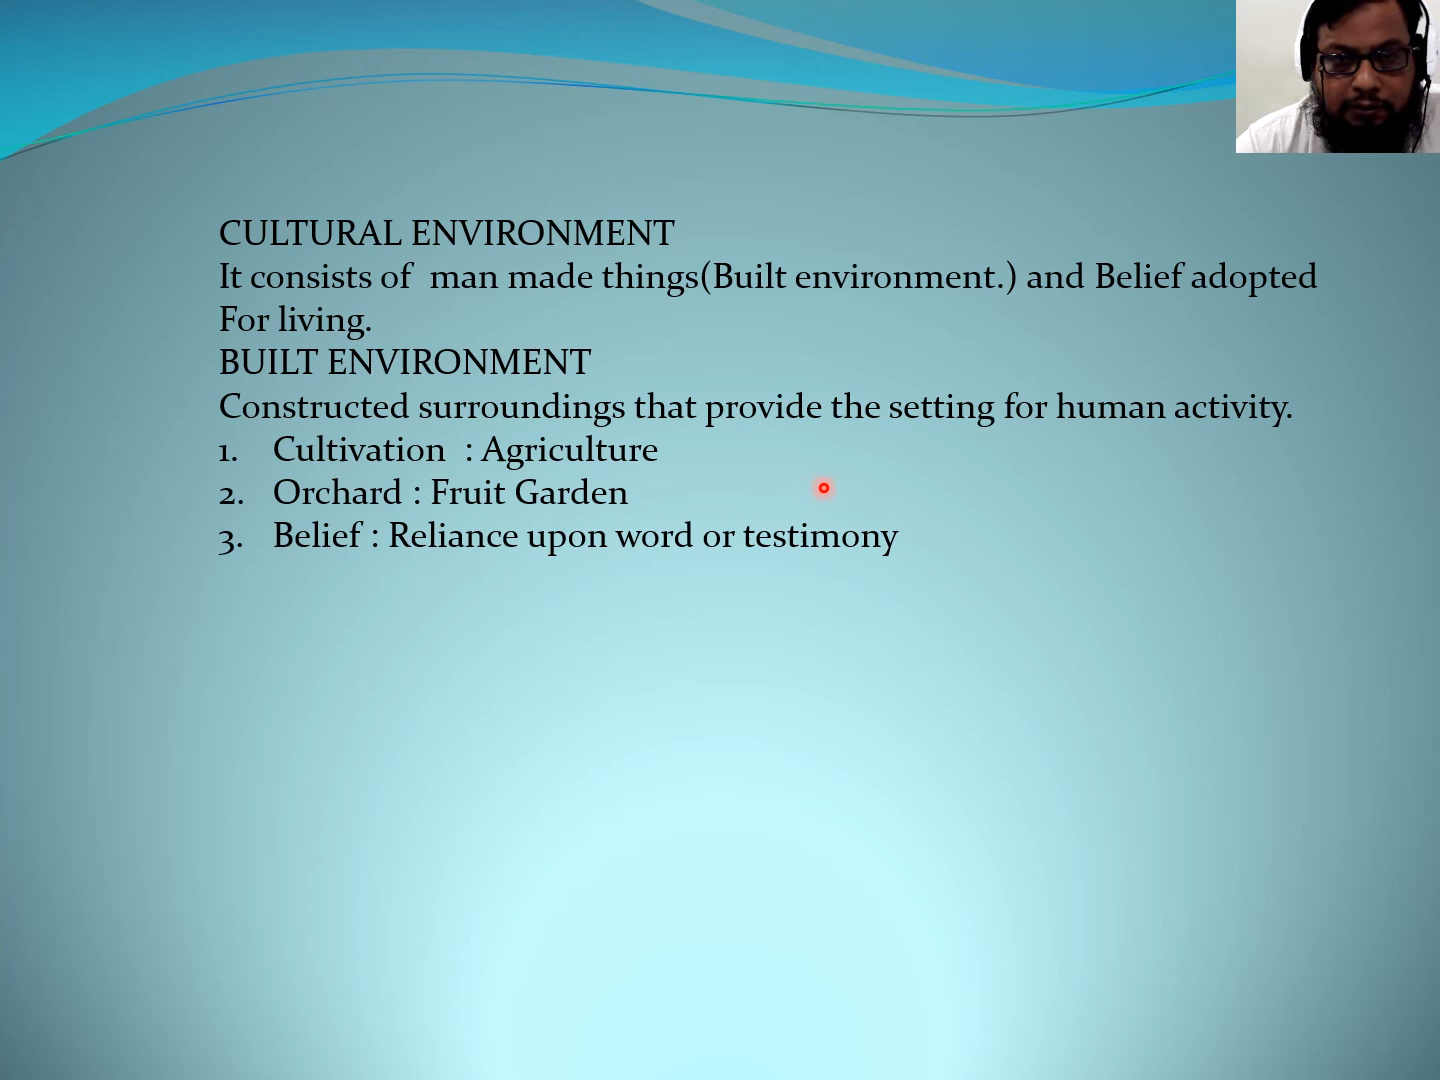 CULTURAL ENVIRONMENT
It consists of  man made things(Built environment.) and Belief adopted
For living.
BUILT ENVIRONMENT
Constructed surroundings that provide the setting for human activity.
1. Cultivation  : Agriculture
2. Orchard : Fruit Garden
3. Belief : Reliance upon word or testimony